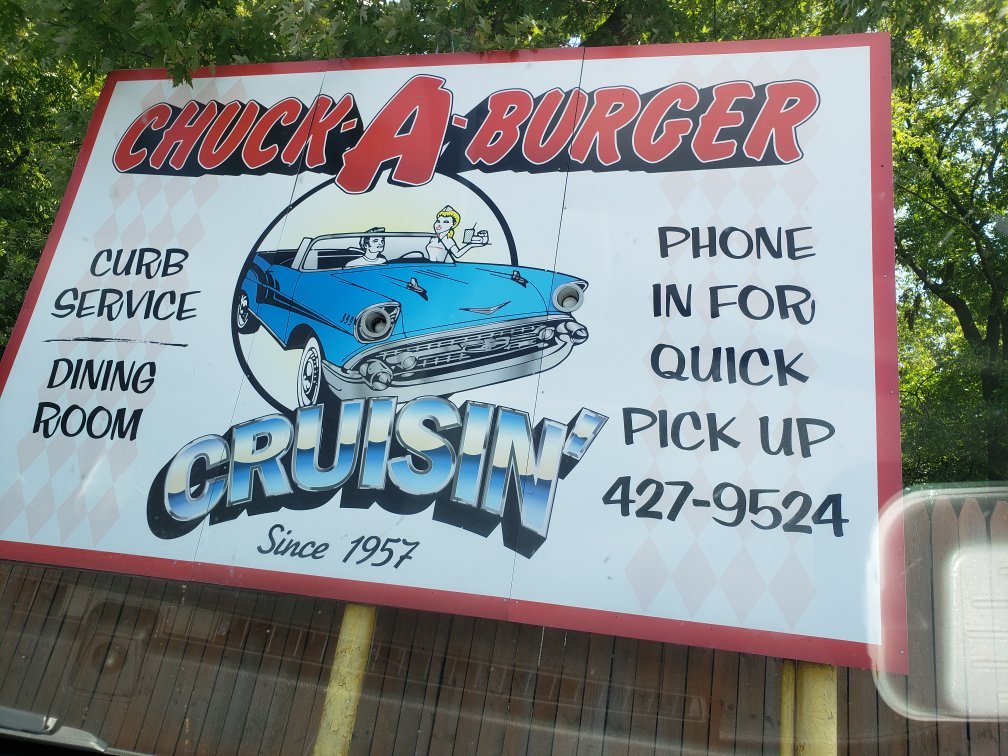 CHUCK-A-BURGER
CURB
SERVICE
DINING
ROOM
PHONE
IN FOR
QUICK
PICK UP
427-9524
CRUISIN'
Since 1957